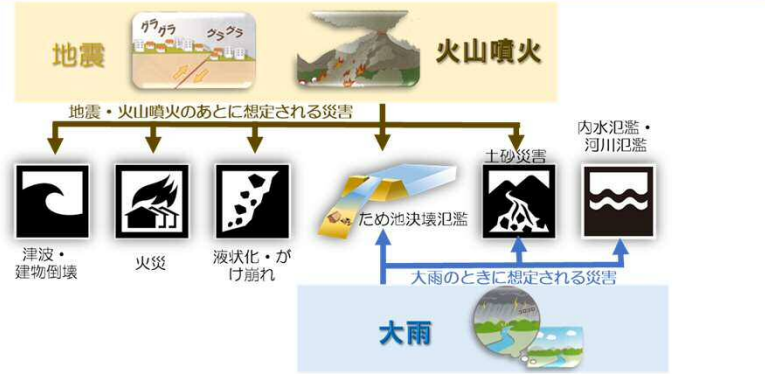 グラグラ
グラグラ
地震
火山噴火
地震・火山噴火のあとに想定される災害
内水氾濫・
河川氾濫
土砂災害
ため池決壊氾濫
津波・
建物倒壊
火災
液状化・が
け崩れ
大雨のときに想定される災害
大雨
ゴロゴロ